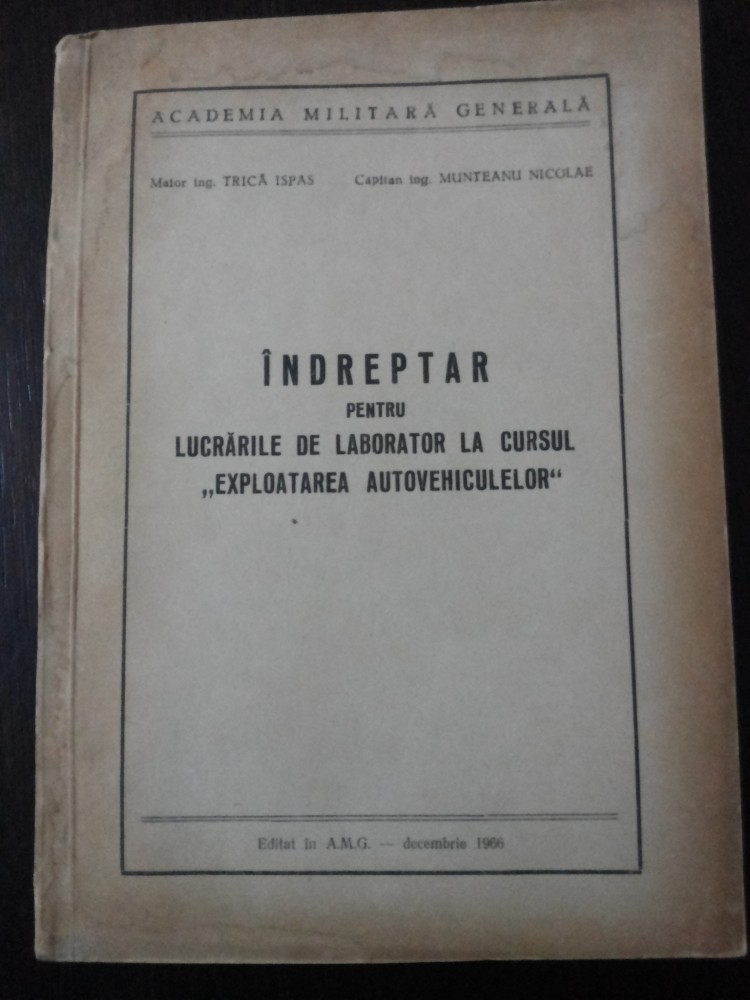 ACADEMIA MILITARĂ GENERALĂ
Maior ing. TRICĂ ISPAS Capitan ing. MUNTEANU NICOLAE
ÎNDREPTAR
PENTRU
LUCRĂRILE DE LABORATOR LA CURSUL
„EXPLOATAREA AUTOVEHICULELOR“
Editat în A.M.G. — decembrie 1966